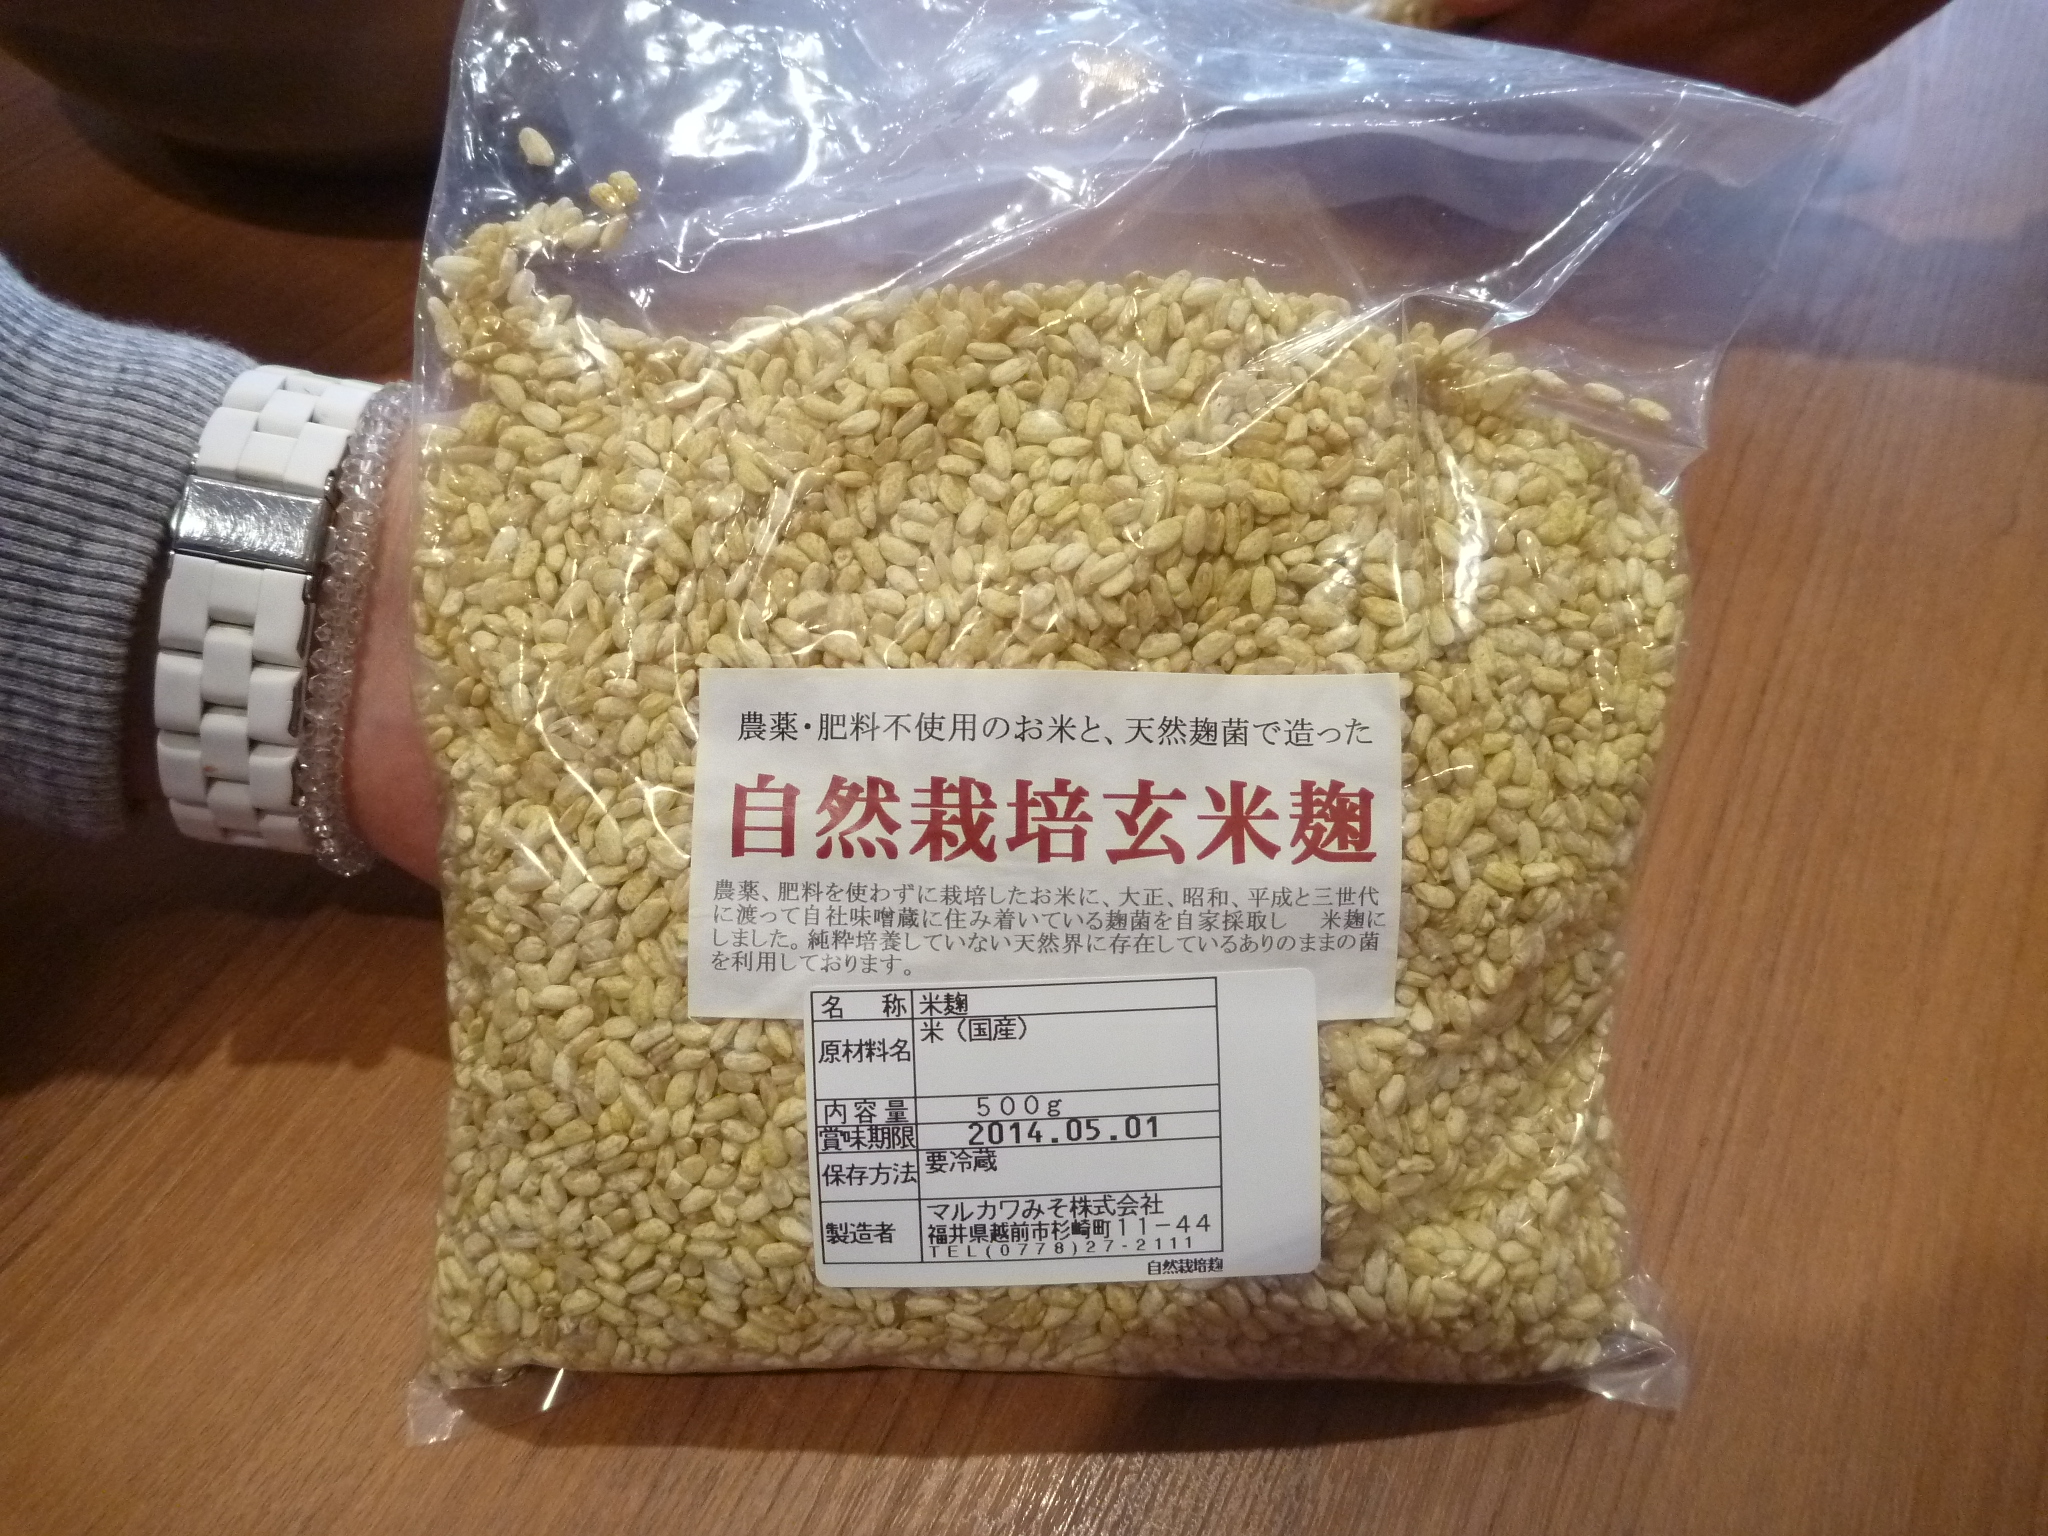 農薬・肥料不使用のお米と、天然麹菌で造った
自然栽培玄米麹
農薬、肥料を使わずに栽培したお米に、大正、昭和、平成と三世代
に渡って自社味噌蔵に住み着いている麹菌を自家採取し　米麹に
しました。純粋培養していない天然界に存在しているありのままの菌
を利用しております。
名　称 米麹
原材料名 米（国産）
内容量 500g
賞味期限 2014.05.01
保存方法 要冷蔵
製造者 マルカワみそ株式会社
福井県越前市杉崎町11-44
TEL(0778)27-2111
自然栽培麹